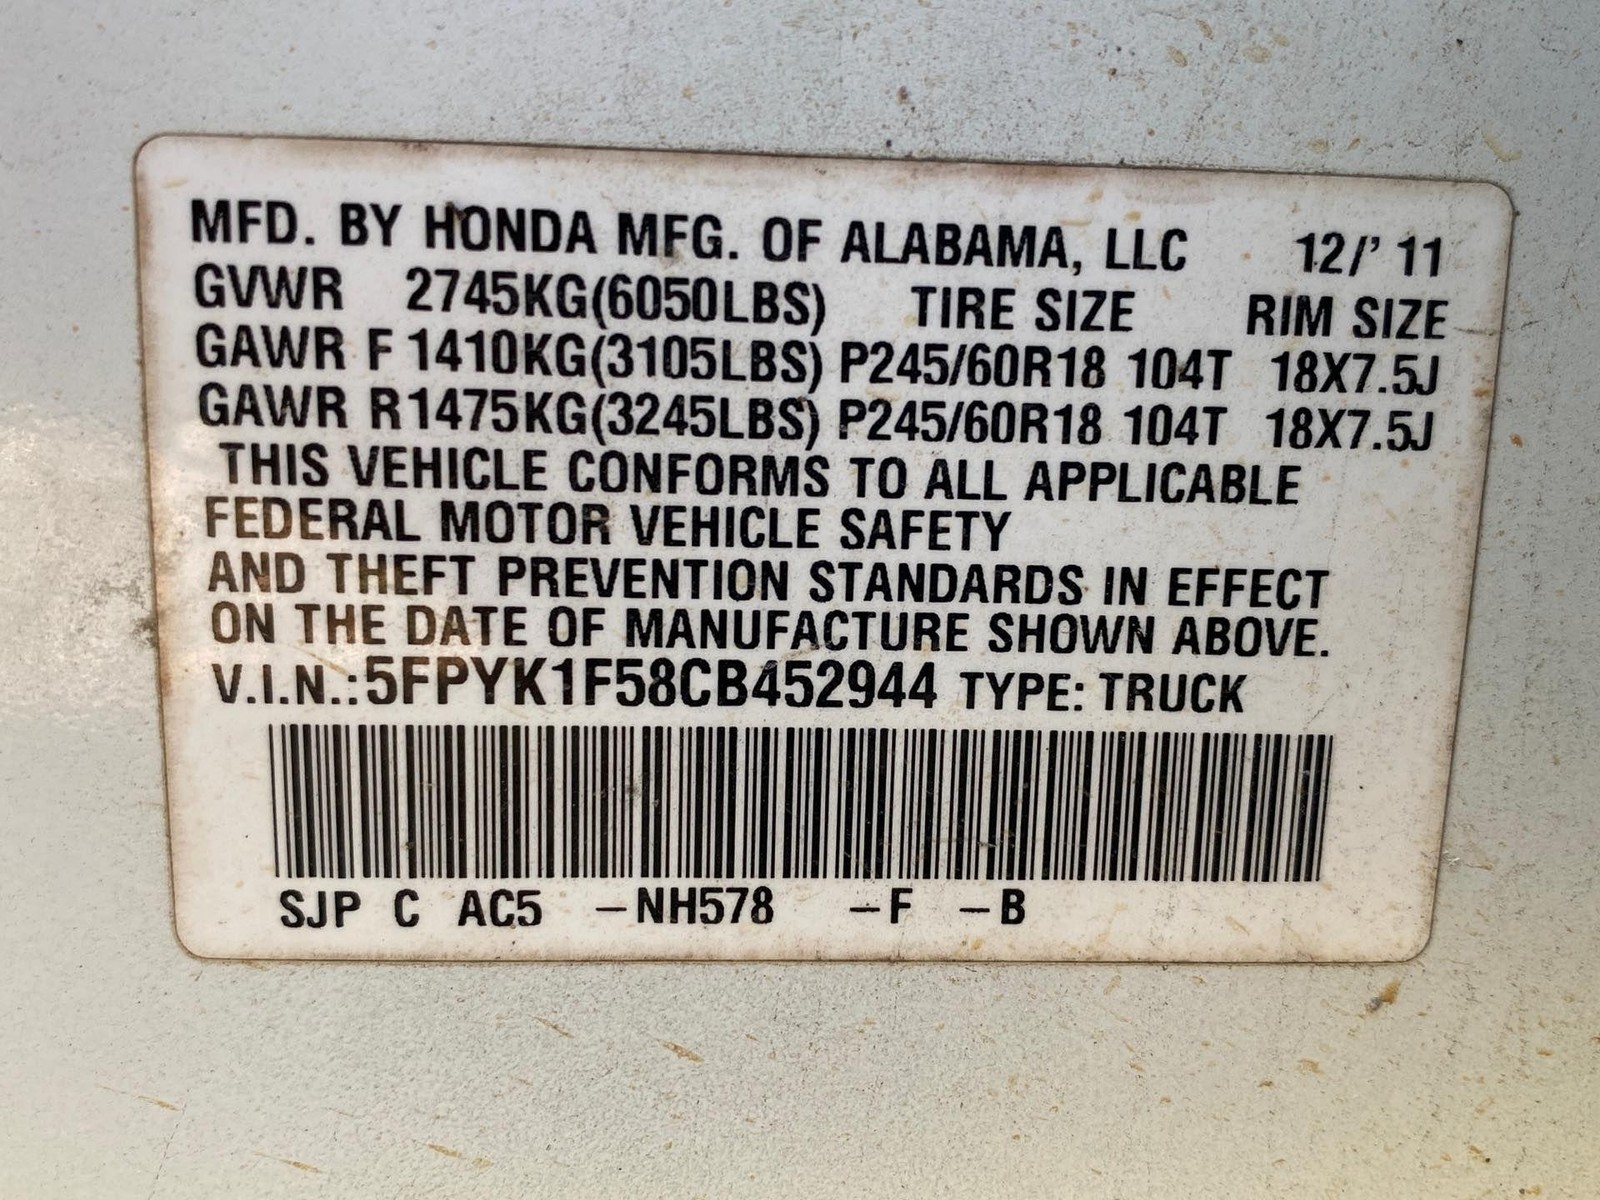 MFD. BY HONDA MFG. OF ALABAMA, LLC 12/' 11
GVWR 2745KG(6050LBS) TIRE SIZE RIM SIZE
GAWR F 1410KG(3105LBS) P245/60R18 104T 18X7.5J
GAWR R 1475KG(3245LBS) P245/60R18 104T 18X7.5J
THIS VEHICLE CONFORMS TO ALL APPLICABLE
FEDERAL MOTOR VEHICLE SAFETY
AND THEFT PREVENTION STANDARDS IN EFFECT
ON THE DATE OF MANUFACTURE SHOWN ABOVE.
V.I.N.:5FPYK1F58CB452944 TYPE: TRUCK
SJP C AC5 –NH578 –F –B